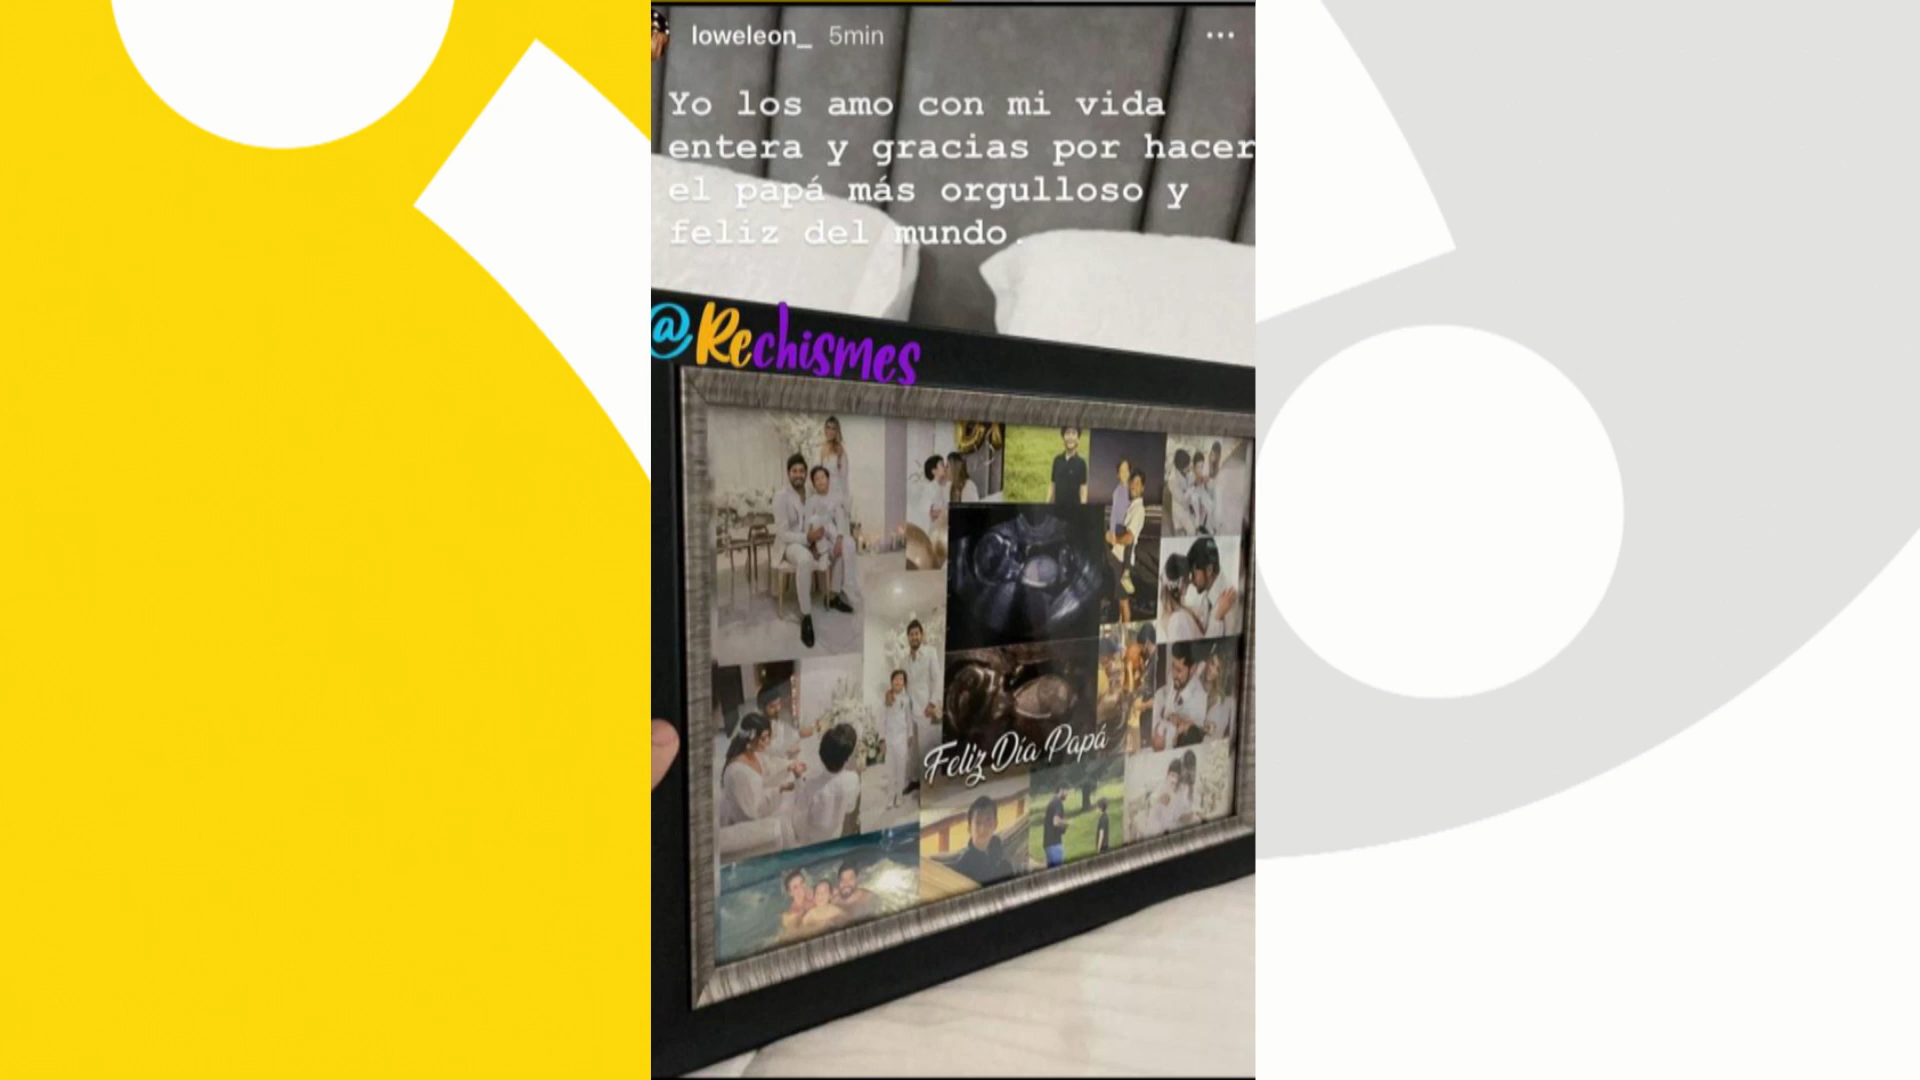 loweleon_ 5min
Yo los amo con mi vida
entera y gracias por hacer
el papá más orgulloso y
feliz del mundo.
@Rechismes
Feliz Día Papá